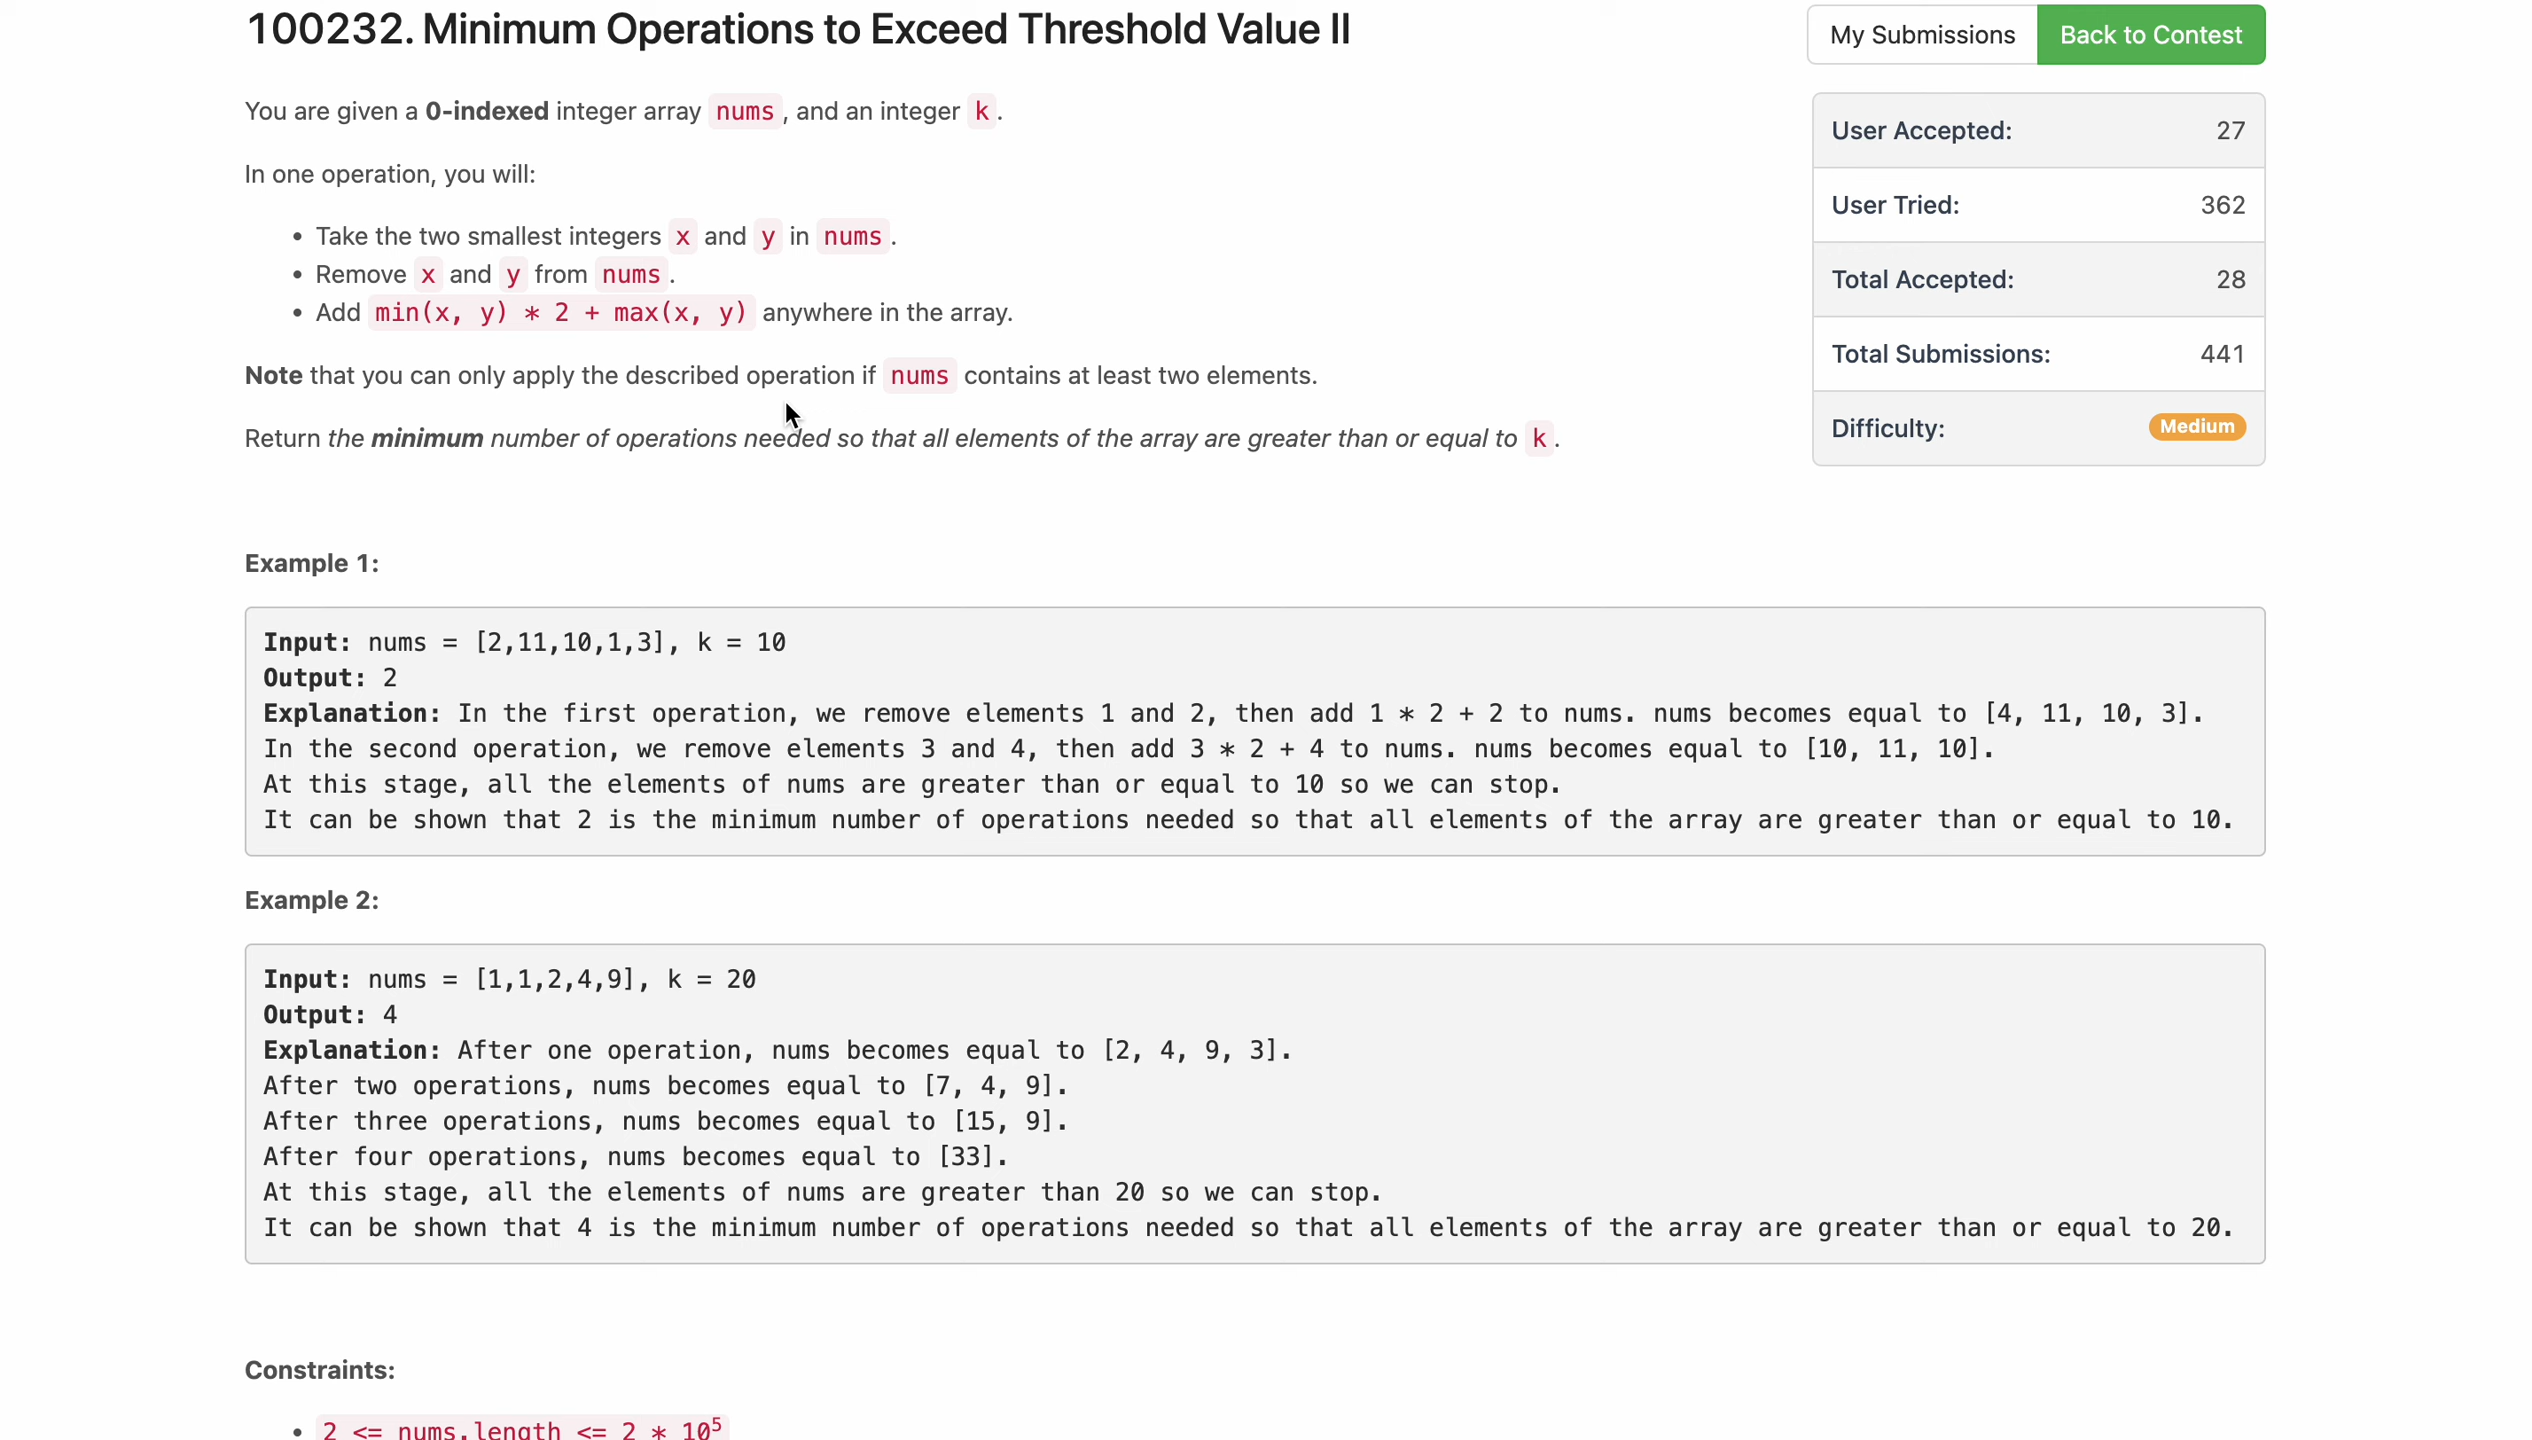 100232. Minimum Operations to Exceed Threshold Value II
My Submissions
Back to Contest
You are given a 0-indexed integer array nums, and an integer k.
In one operation, you will:
• Take the two smallest integers x and y in nums.
• Remove x and y from nums.
• Add min(x, y) * 2 + max(x, y) anywhere in the array.
Note that you can only apply the described operation if nums contains at least two elements.
Return the minimum number of operations needed so that all elements of the array are greater than or equal to k.
User Accepted: 27
User Tried: 362
Total Accepted: 28
Total Submissions: 441
Difficulty: Medium
Example 1:
Input: nums = [2,11,10,1,3], k = 10
Output: 2
Explanation: In the first operation, we remove elements 1 and 2, then add 1 * 2 + 2 to nums. nums becomes equal to [4, 11, 10, 3].
In the second operation, we remove elements 3 and 4, then add 3 * 2 + 4 to nums. nums becomes equal to [10, 11, 10].
At this stage, all the elements of nums are greater than or equal to 10 so we can stop.
It can be shown that 2 is the minimum number of operations needed so that all elements of the array are greater than or equal to 10.
Example 2:
Input: nums = [1,1,2,4,9], k = 20
Output: 4
Explanation: After one operation, nums becomes equal to [2, 4, 9, 3].
After two operations, nums becomes equal to [7, 4, 9].
After three operations, nums becomes equal to [15, 9].
After four operations, nums becomes equal to [33].
At this stage, all the elements of nums are greater than 20 so we can stop.
It can be shown that 4 is the minimum number of operations needed so that all elements of the array are greater than or equal to 20.
Constraints:
• 2 <= nums.length <= 2 * 10⁵